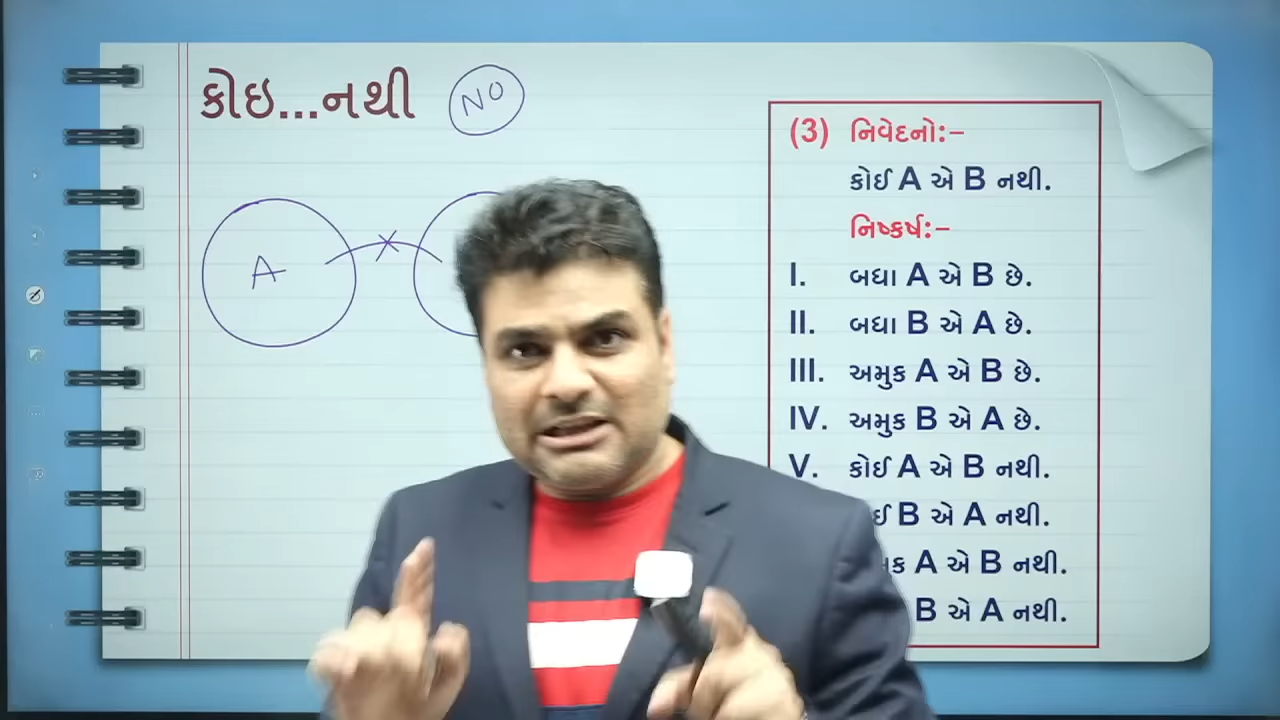 કોઇ...નથી NO
A
(3) નિવેદનો:–
કોઈ A એ B નથી.
નિષ્કર્ષ:–
I. બધા A એ B છે.
II. બધા B એ A છે.
III. અમુક A એ B છે.
IV. અમુક B એ A છે.
V. કોઈ A એ B નથી.
B એ A નથી.
A એ B નથી.
B એ A નથી.